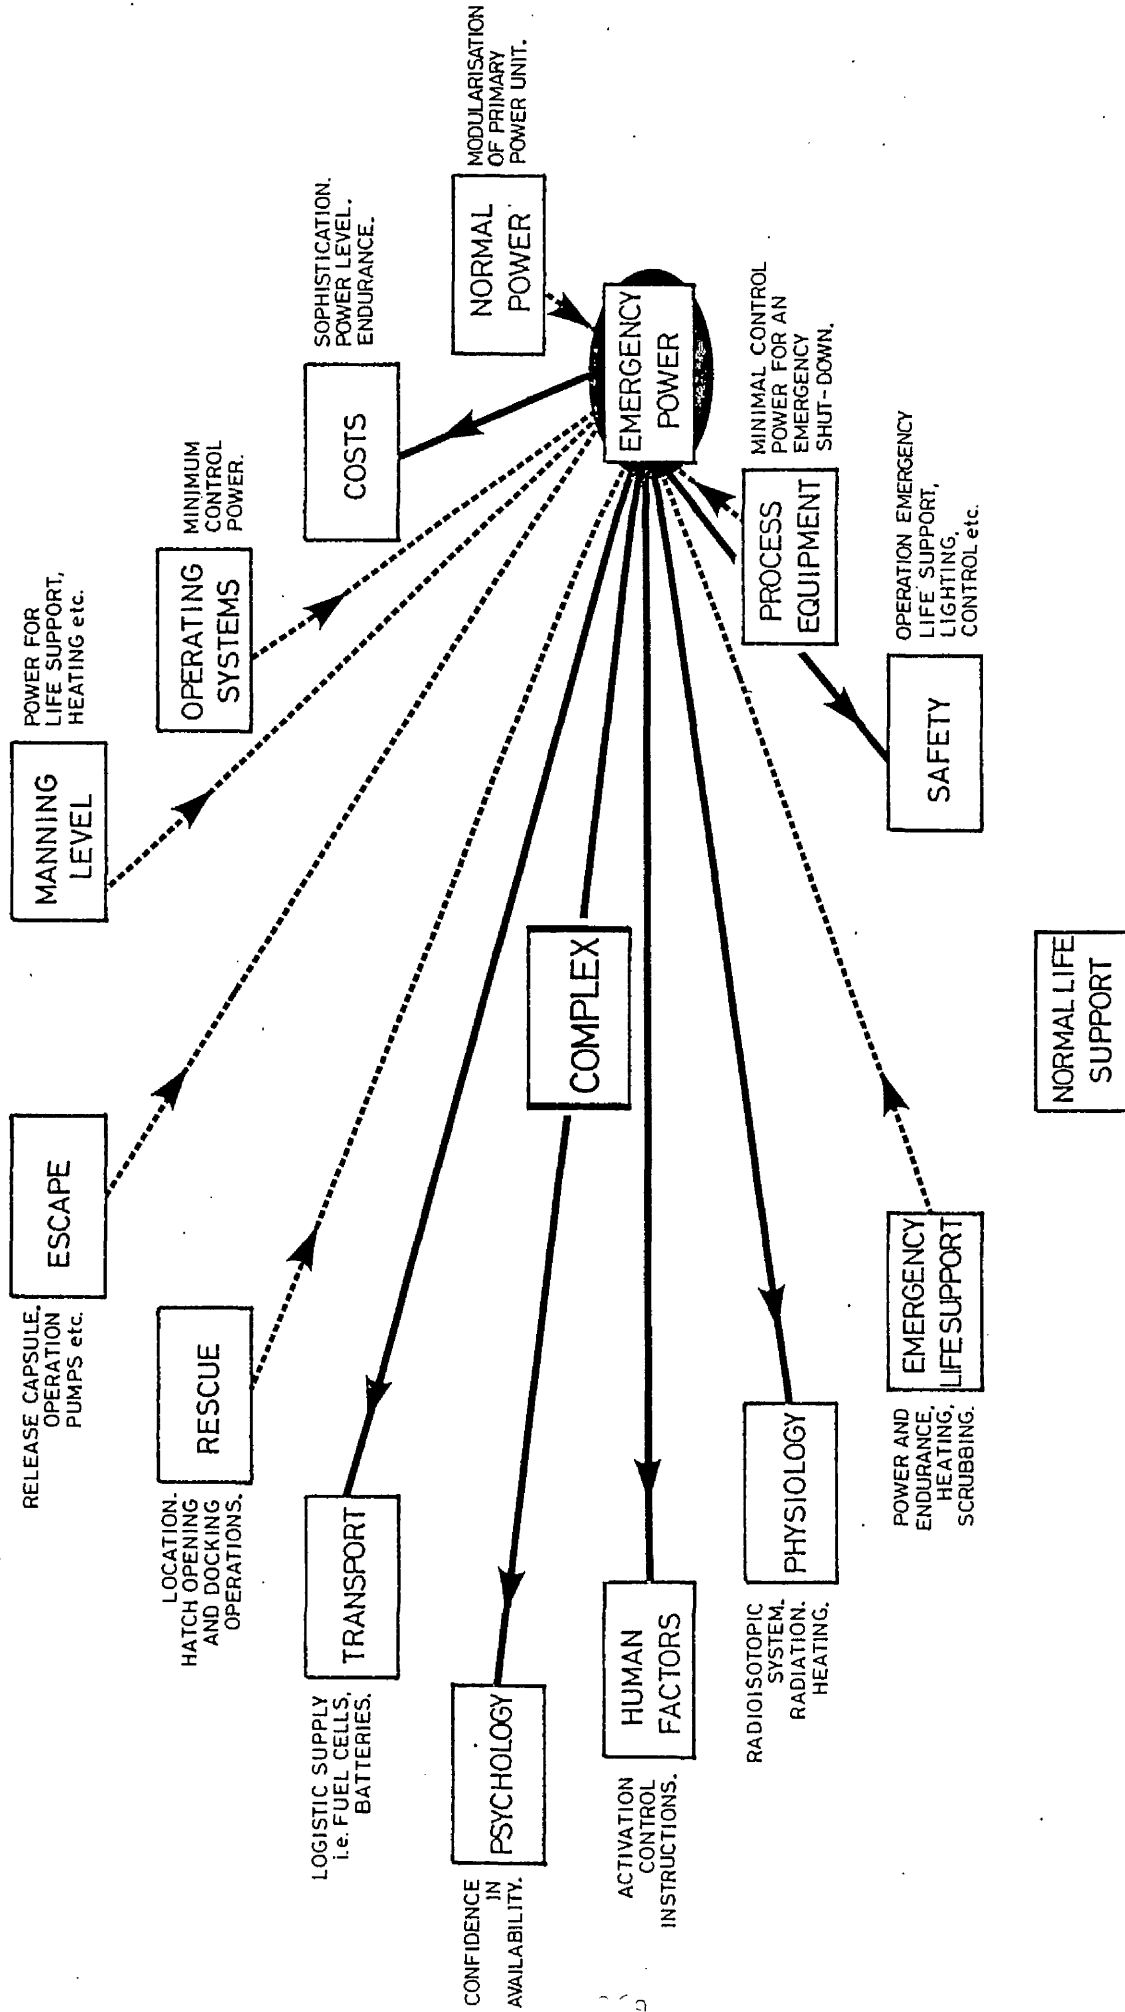 POWER FOR
LIFE SUPPORT,
HEATING etc.
MANNING
LEVEL
ESCAPE
RELEASE CAPSULE,
OPERATION
PUMPS etc.
MINIMUM
CONTROL
POWER.
OPERATING
SYSTEMS
RESCUE
LOCATION.
HATCH OPENING
AND DOCKING
OPERATIONS.
SOPHISTICATION.
POWER LEVEL.
ENDURANCE.
COSTS
TRANSPORT
LOGISTIC SUPPLY
i.e. FUEL CELLS,
BATTERIES.
MODULARISATION
OF PRIMARY
POWER UNIT.
NORMAL
POWER
COMPLEX
PSYCHOLOGY
CONFIDENCE
IN
AVAILABILITY.
EMERGENCY
POWER
HUMAN
FACTORS
ACTIVATION
CONTROL
INSTRUCTIONS.
MINIMAL CONTROL
POWER FOR AN
EMERGENCY
SHUT-DOWN.
PROCESS
EQUIPMENT
PHYSIOLOGY
RADIOISOTOPIC
SYSTEM.
RADIATION.
HEATING.
OPERATION EMERGENCY
LIFE SUPPORT,
LIGHTING,
CONTROL etc.
SAFETY
EMERGENCY
LIFE SUPPORT
POWER AND
ENDURANCE,
HEATING,
SCRUBBING.
NORMAL LIFE
SUPPORT